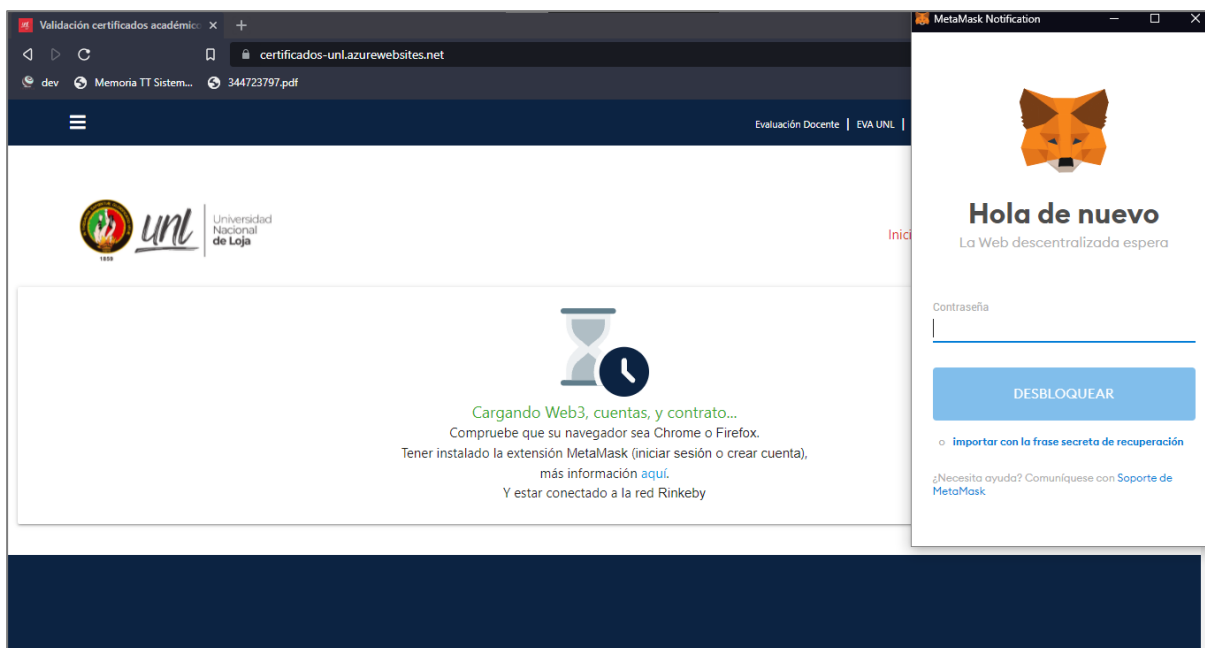 Validación certificados académico
certificados-unl.azurewebsites.net
dev Memoria TT Sistem... 344723797.pdf
Evaluación Docente | EVA UNL |
1859
unl
Universidad
Nacional
de Loja
Inici
Cargando Web3, cuentas, y contrato...
Compruebe que su navegador sea Chrome o Firefox.
Tener instalado la extensión MetaMask (iniciar sesión o crear cuenta),
más información aquí.
Y estar conectado a la red Rinkeby
MetaMask Notification
Hola de nuevo
La Web descentralizada espera
Contraseña
DESBLOQUEAR
o importar con la frase secreta de recuperación
¿Necesita ayuda? Comuníquese con Soporte de
MetaMask